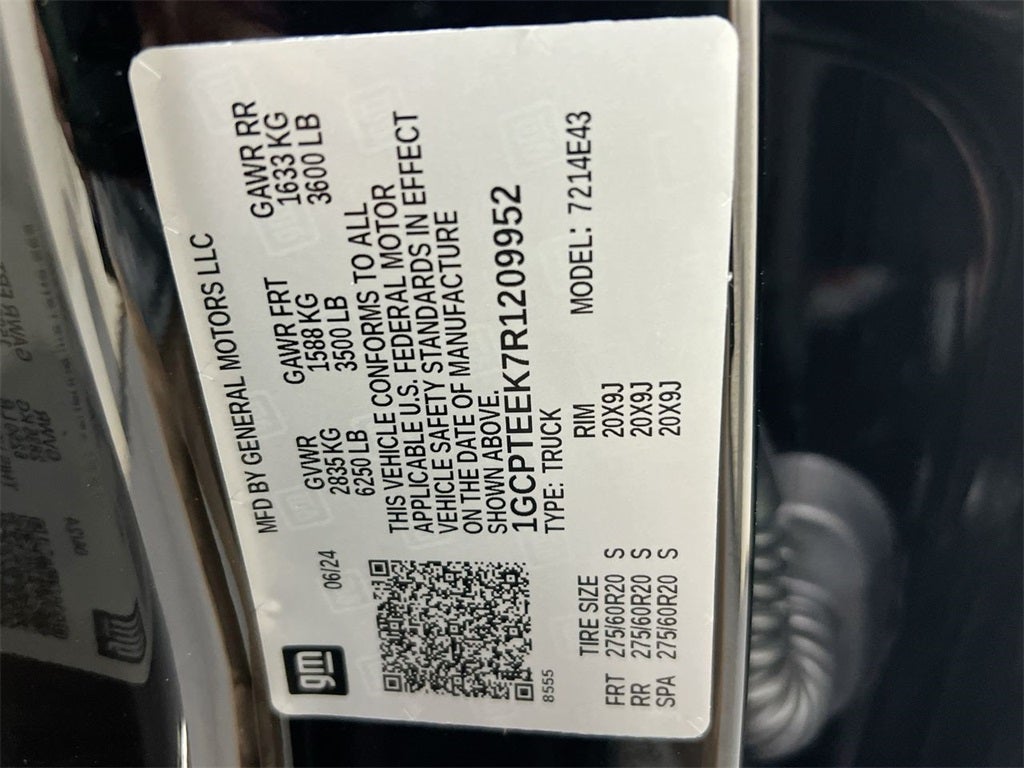 gm
MFD BY GENERAL MOTORS LLC
06/24
GVWR GAWR FRT GAWR RR
2835 KG 1588 KG 1633 KG
6250 LB 3500 LB 3600 LB
THIS VEHICLE CONFORMS TO ALL
APPLICABLE U.S. FEDERAL MOTOR
VEHICLE SAFETY STANDARDS IN EFFECT
ON THE DATE OF MANUFACTURE
SHOWN ABOVE.
1GCPTEEK7R1209952
8555
TYPE: TRUCK MODEL: 7214E43
TIRE SIZE RIM
FRT 275/60R20 S 20X9J
RR 275/60R20 S 20X9J
SPA 275/60R20 S 20X9J